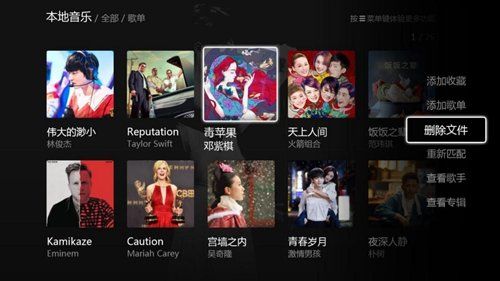 本地音乐 / 全部 / 歌单
按☰菜单键体验更多功能
添加收藏
添加歌单
删除文件
重新匹配
查看歌手
查看专辑
伟大的渺小
林俊杰
Reputation
Taylor Swift
毒苹果
邓紫棋
天上人间
火箭组合
饭饭之
范玮琪
Kamikaze
Eminem
Caution
Mariah Carey
宫墙之内
吴奇隆
青春岁月
激情男孩
夜深人静
朴树